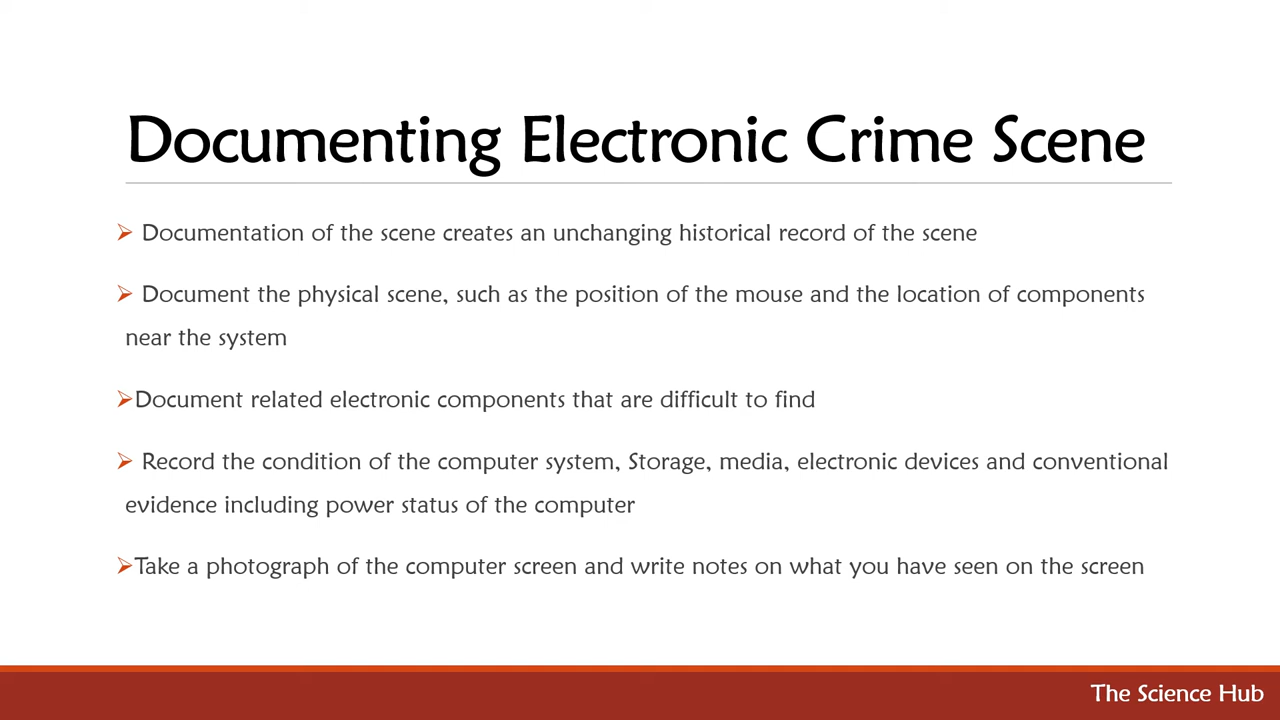 Documenting Electronic Crime Scene
➢ Documentation of the scene creates an unchanging historical record of the scene
➢ Document the physical scene, such as the position of the mouse and the location of components
near the system
➢Document related electronic components that are difficult to find
➢ Record the condition of the computer system, Storage, media, electronic devices and conventional
evidence including power status of the computer
➢Take a photograph of the computer screen and write notes on what you have seen on the screen
The Science Hub